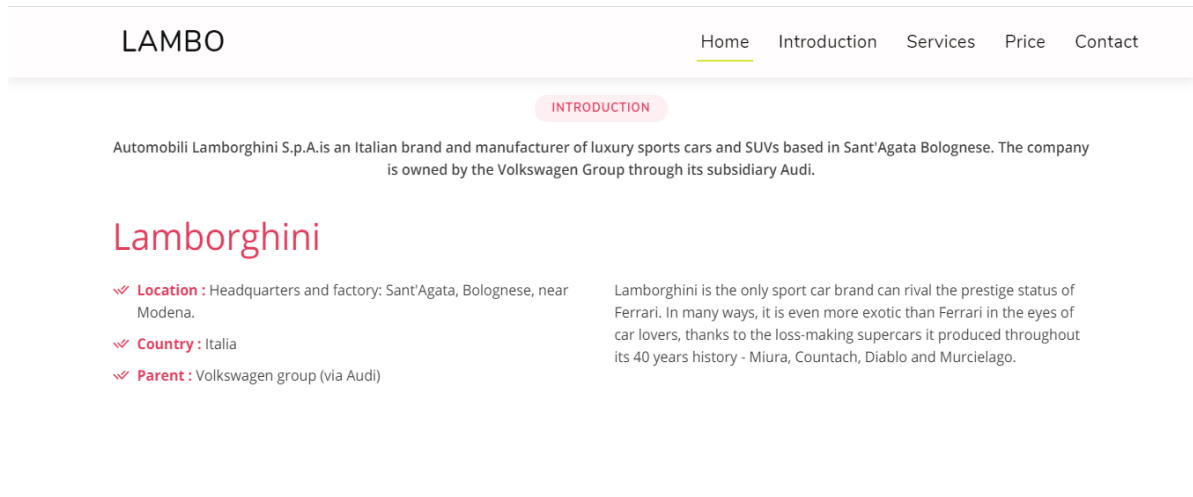 LAMBO
Home Introduction Services Price Contact
INTRODUCTION
Automobili Lamborghini S.p.A.is an Italian brand and manufacturer of luxury sports cars and SUVs based in Sant'Agata Bolognese. The company
is owned by the Volkswagen Group through its subsidiary Audi.
Lamborghini
Location : Headquarters and factory: Sant'Agata, Bolognese, near
Modena.
Country : Italia
Parent : Volkswagen group (via Audi)
Lamborghini is the only sport car brand can rival the prestige status of
Ferrari. In many ways, it is even more exotic than Ferrari in the eyes of
car lovers, thanks to the loss-making supercars it produced throughout
its 40 years history - Miura, Countach, Diablo and Murcielago.